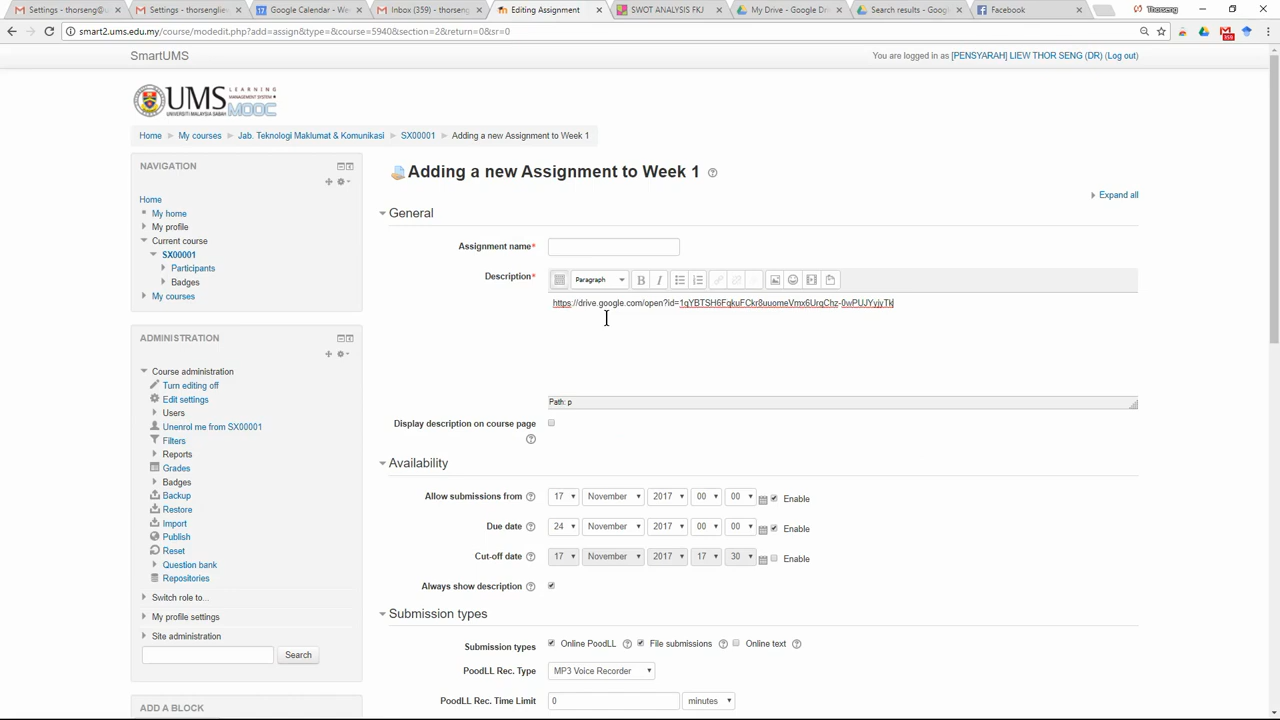 Settings - thorseng@u
Settings - thorsenglie
Google Calendar - We
Inbox (359) - thorseng
Editing Assignment
SWOT ANALYSIS FKJ
My Drive - Google Dri
Search results - Goog
Facebook
Thorseng
smart2.ums.edu.my/course/modedit.php?add=assign&type=&course=5940&section=2&return=0&sr=0
359
SmartUMS
You are logged in as [PENSYARAH] LIEW THOR SENG (DR) (Log out)
UMS
UNIVERSITI MALAYSIA SABAH
LEARNING
MANAGEMENT SYSTEM
MOOC
Home
My courses
Jab. Teknologi Maklumat & Komunikasi
SX00001
Adding a new Assignment to Week 1
NAVIGATION
Home
My home
My profile
Current course
SX00001
Participants
Badges
My courses
ADMINISTRATION
Course administration
Turn editing off
Edit settings
Users
Unenrol me from SX00001
Filters
Reports
Grades
Badges
Backup
Restore
Import
Publish
Reset
Question bank
Repositories
Switch role to...
My profile settings
Site administration
Search
ADD A BLOCK
Adding a new Assignment to Week 1
Expand all
General
Assignment name*
Description*
Paragraph
B I
https://drive.google.com/open?id=1qYBTSH6FqkuFCkr8uuomeVmx6UrqChz-0wPUJYyjyTk
Path: p
Display description on course page
Availability
Allow submissions from 17 November 2017 00 00 Enable
Due date 24 November 2017 00 00 Enable
Cut-off date 17 November 2017 17 30 Enable
Always show description
Submission types
Submission types Online PoodLL File submissions Online text
PoodLL Rec. Type MP3 Voice Recorder
PoodLL Rec. Time Limit 0 minutes